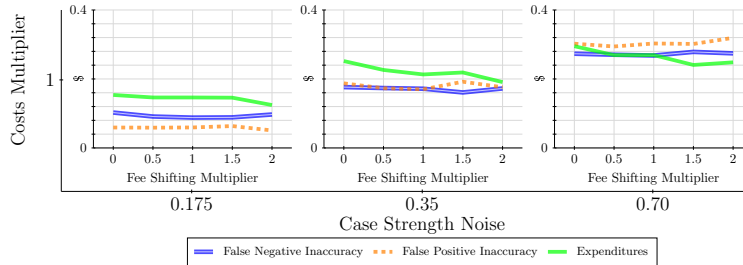 Costs Multiplier
1
0.4
$
0
0 0.5 1 1.5 2
Fee Shifting Multiplier
0.4
$
0
0 0.5 1 1.5 2
Fee Shifting Multiplier
0.4
$
0
0 0.5 1 1.5 2
Fee Shifting Multiplier
0.175 0.35 0.70
Case Strength Noise
False Negative Inaccuracy False Positive Inaccuracy Expenditures